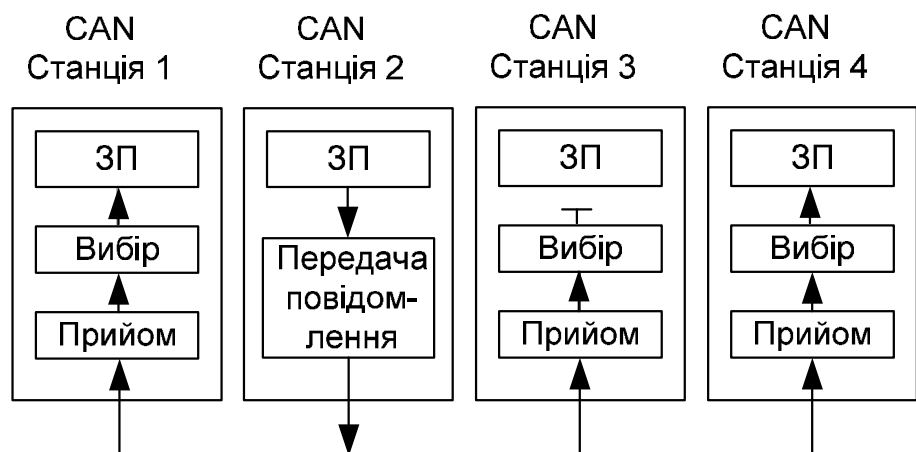 CAN
Станція 1
CAN
Станція 2
CAN
Станція 3
CAN
Станція 4
ЗП
Вибір
Прийом
ЗП
Передача
повідом-
лення
ЗП
Вибір
Прийом
ЗП
Вибір
Прийом